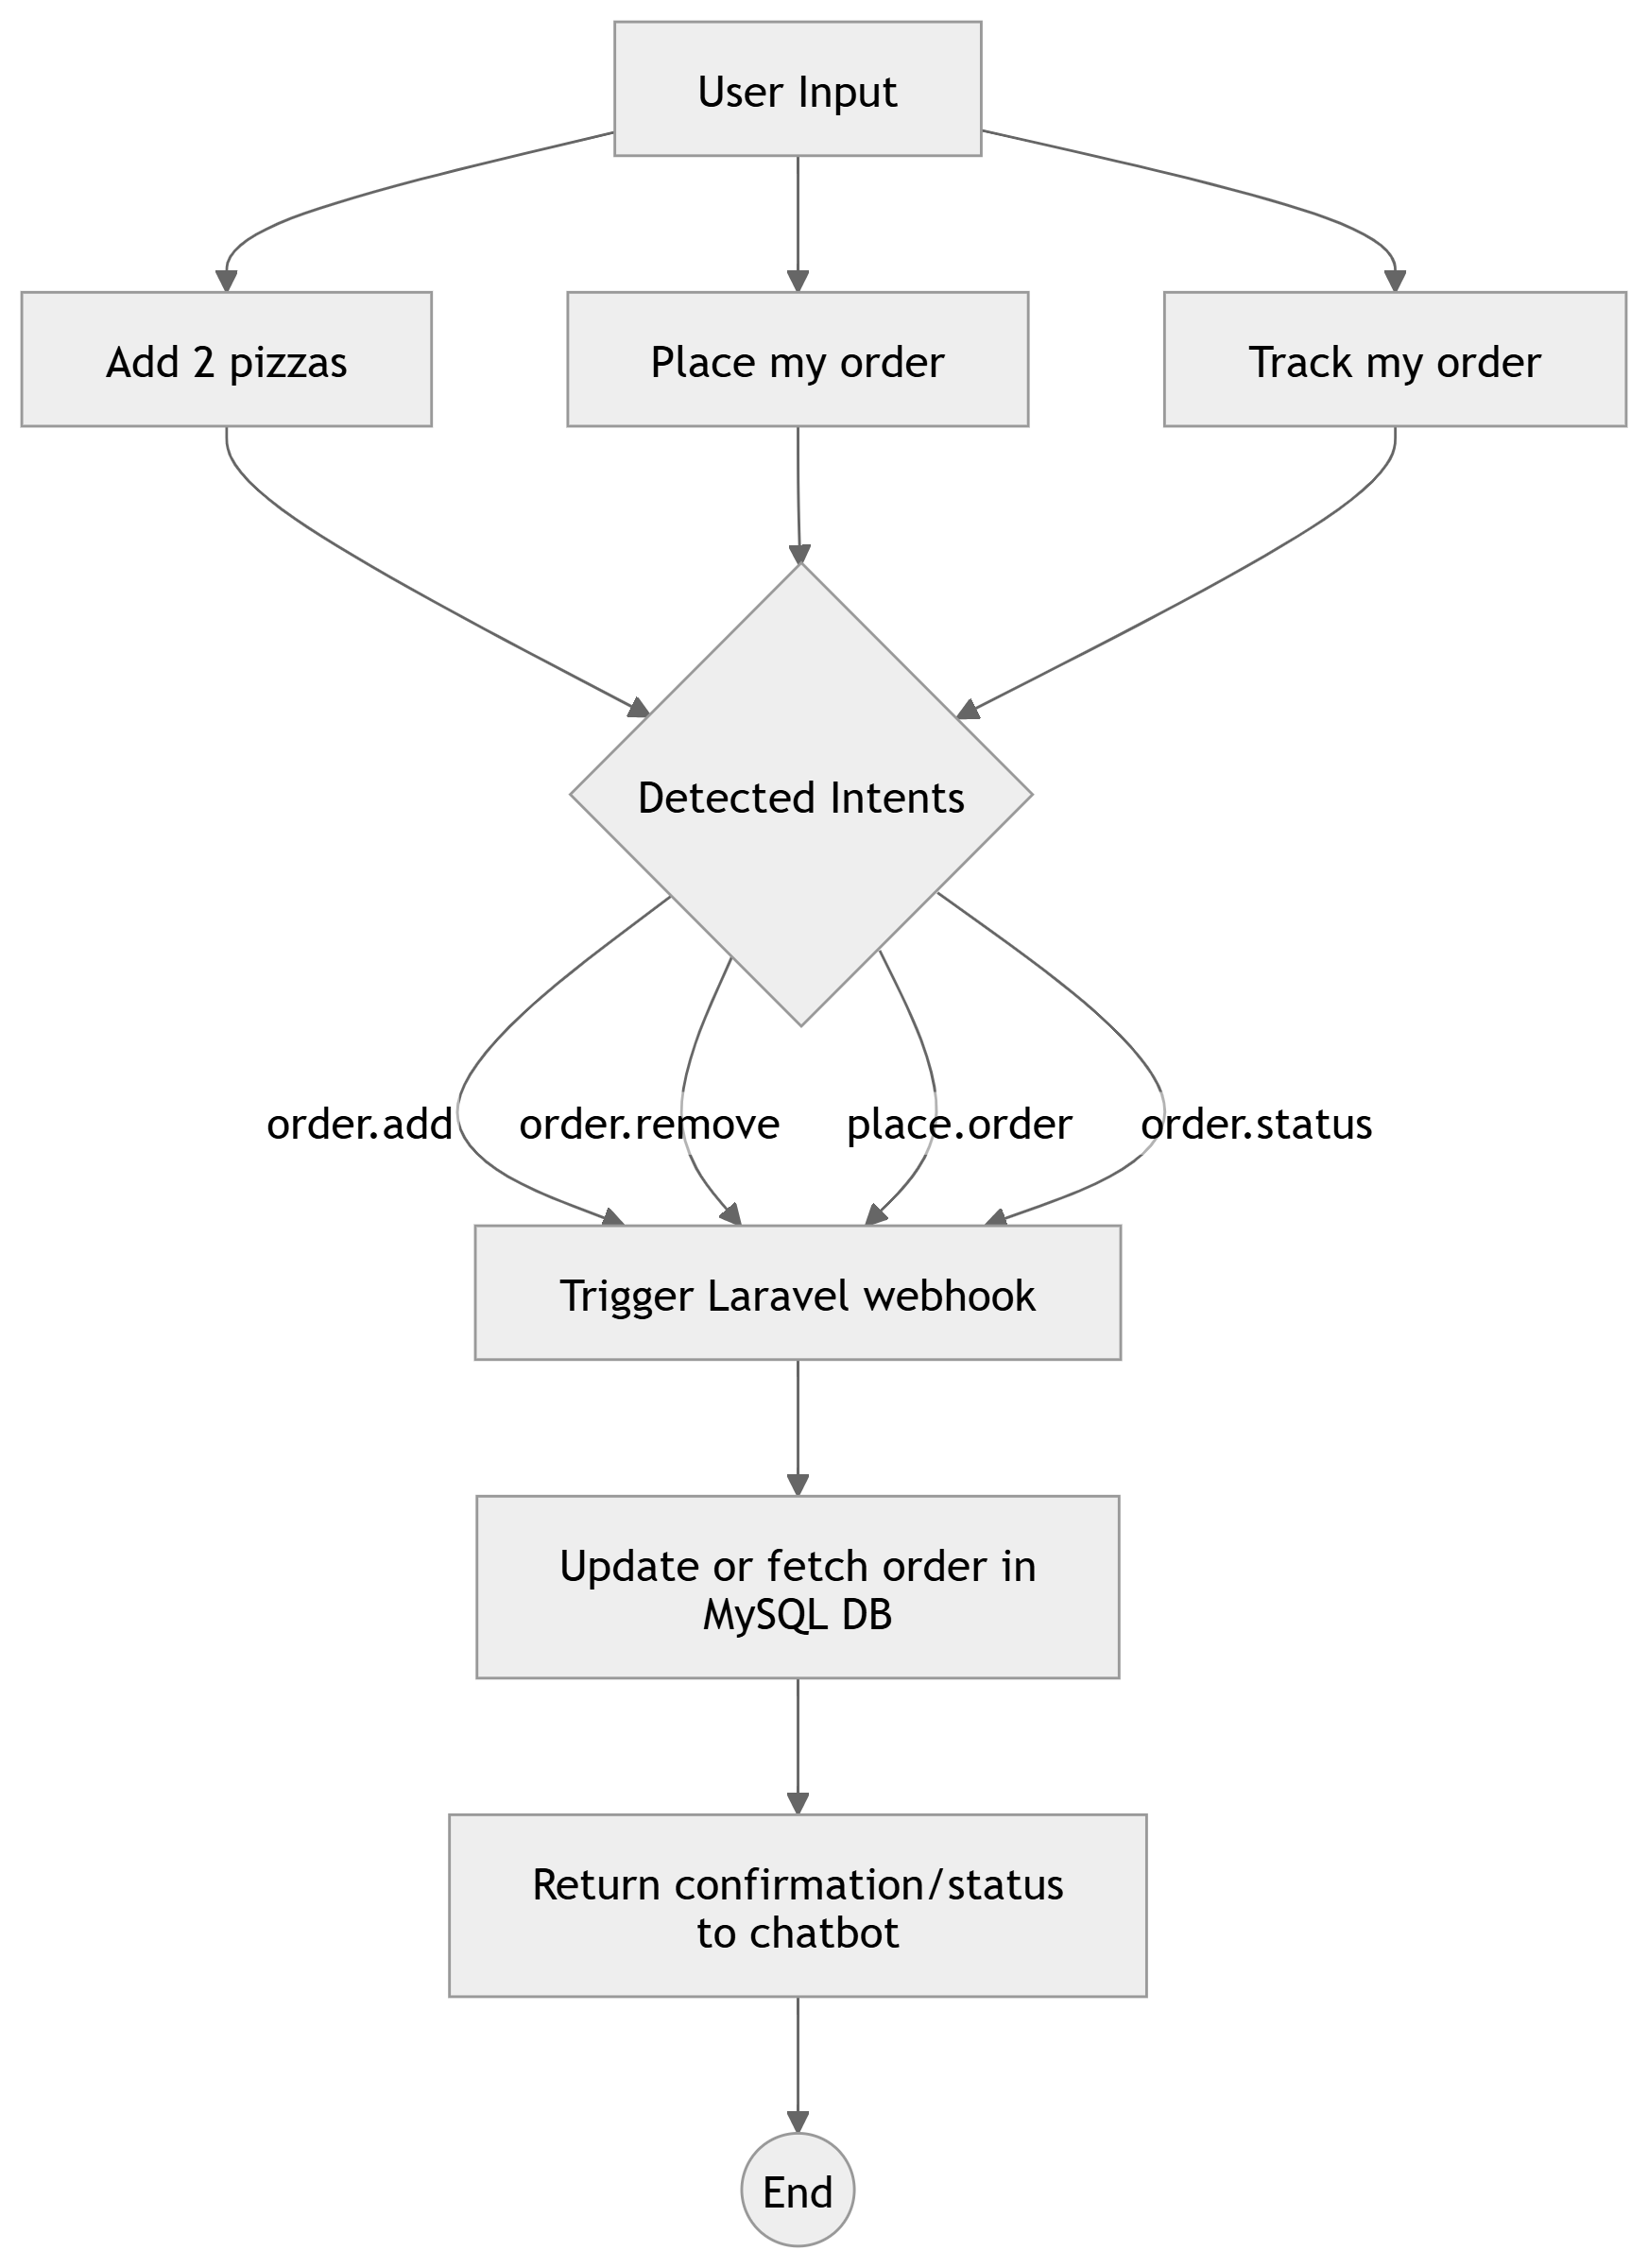 User Input
Add 2 pizzas
Place my order
Track my order
Detected Intents
order.add
order.remove
place.order
order.status
Trigger Laravel webhook
Update or fetch order in
MySQL DB
Return confirmation/status
to chatbot
End